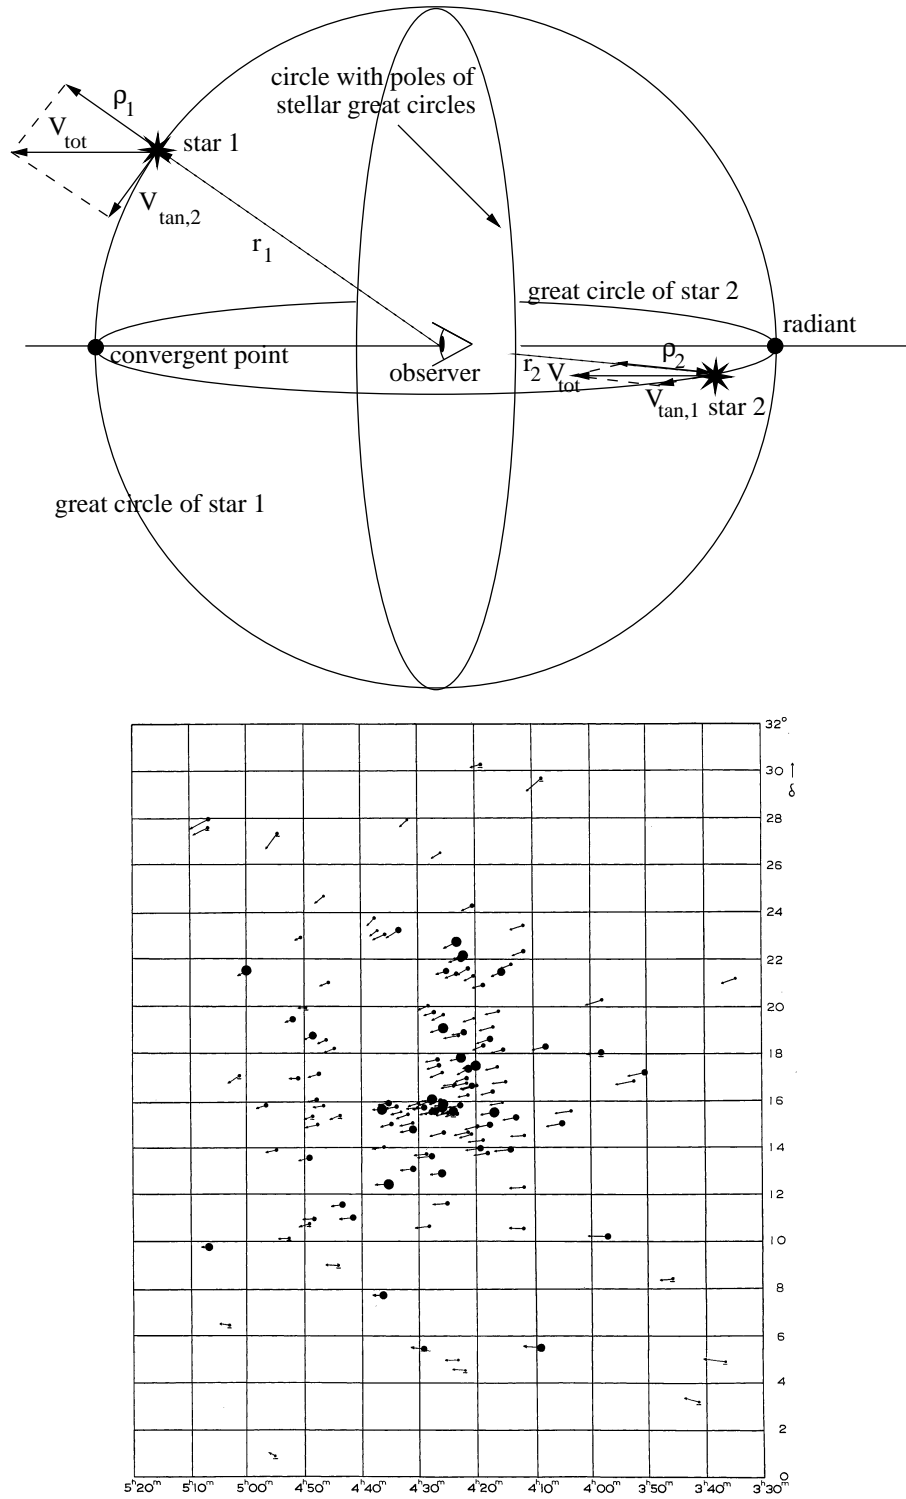 circle with poles of
stellar great circles
ρ1
Vtot
star 1
Vtan,2
r1
great circle of star 2
radiant
convergent point
observer
r2
Vtot
ρ2
Vtan,1
star 2
great circle of star 1
32°
30
δ
28
26
24
22
20
18
16
14
12
10
8
6
4
2
0
5h20m 5h10m 5h00m 4h50m 4h40m 4h30m 4h20m 4h10m 4h00m 3h50m 3h40m 3h30m